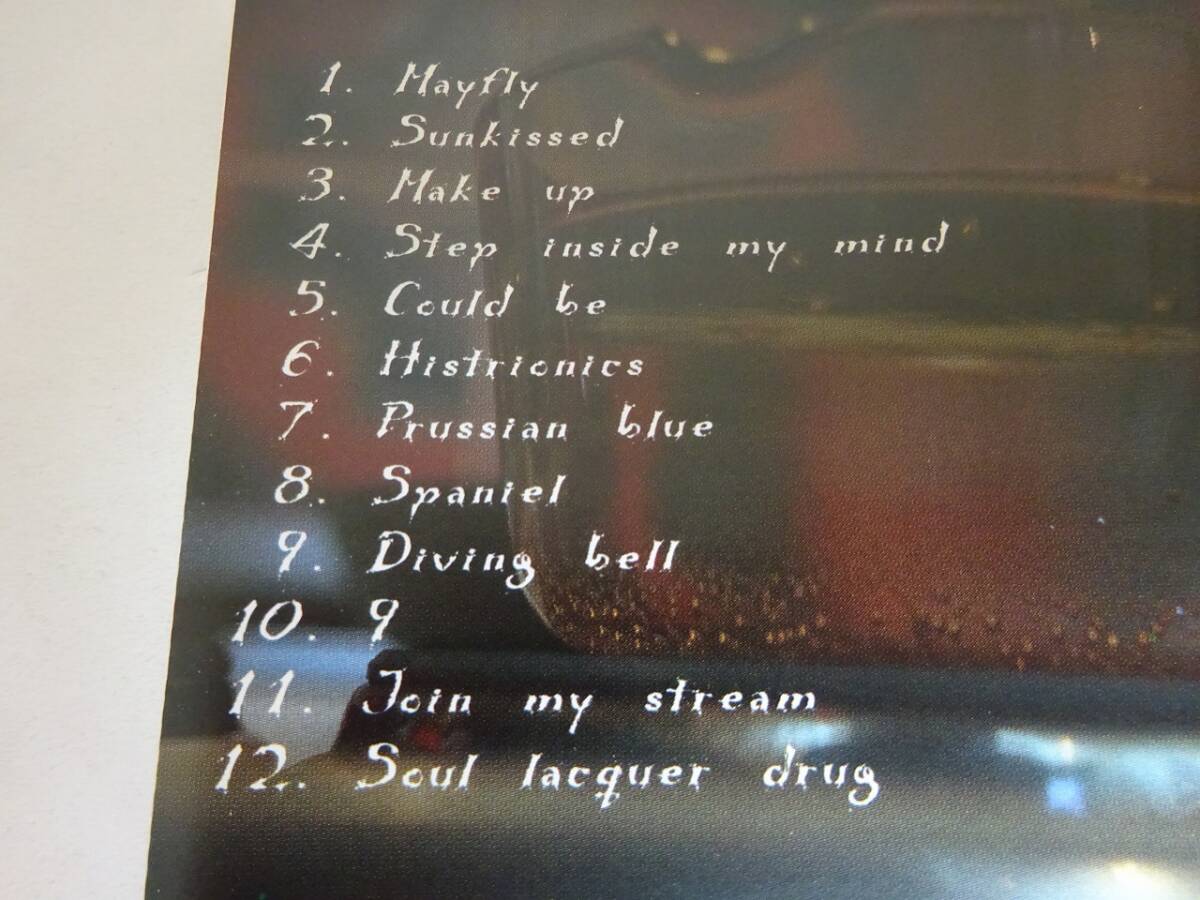 1. Mayfly
2. Sunkissed
3. Make up
4. Step inside my mind
5. Could be
6. Histrionics
7. Prussian blue
8. Spaniel
9. Diving bell
10. 9
11. Join my stream
12. Soul lacquer drug